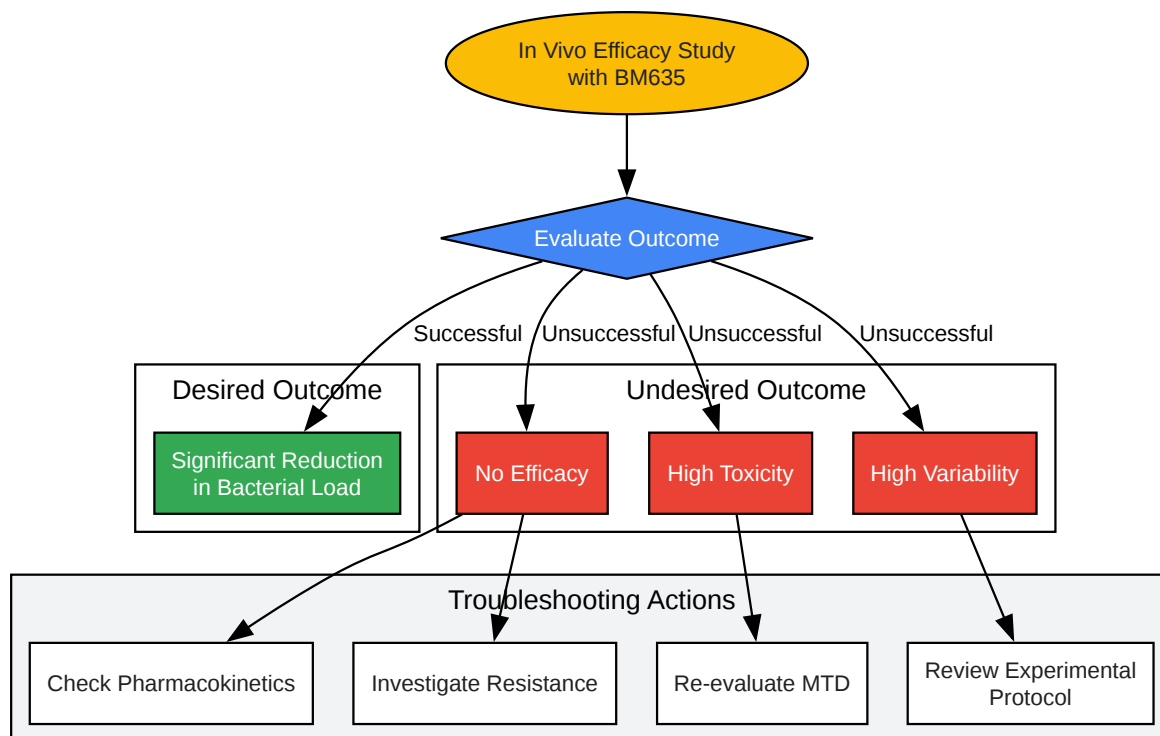 In Vivo Efficacy Study
with BM635
Evaluate Outcome
Successful
Unsuccessful
Unsuccessful
Unsuccessful
Desired Outcome
Undesired Outcome
Significant Reduction
in Bacterial Load
No Efficacy
High Toxicity
High Variability
Troubleshooting Actions
Check Pharmacokinetics
Investigate Resistance
Re-evaluate MTD
Review Experimental
Protocol